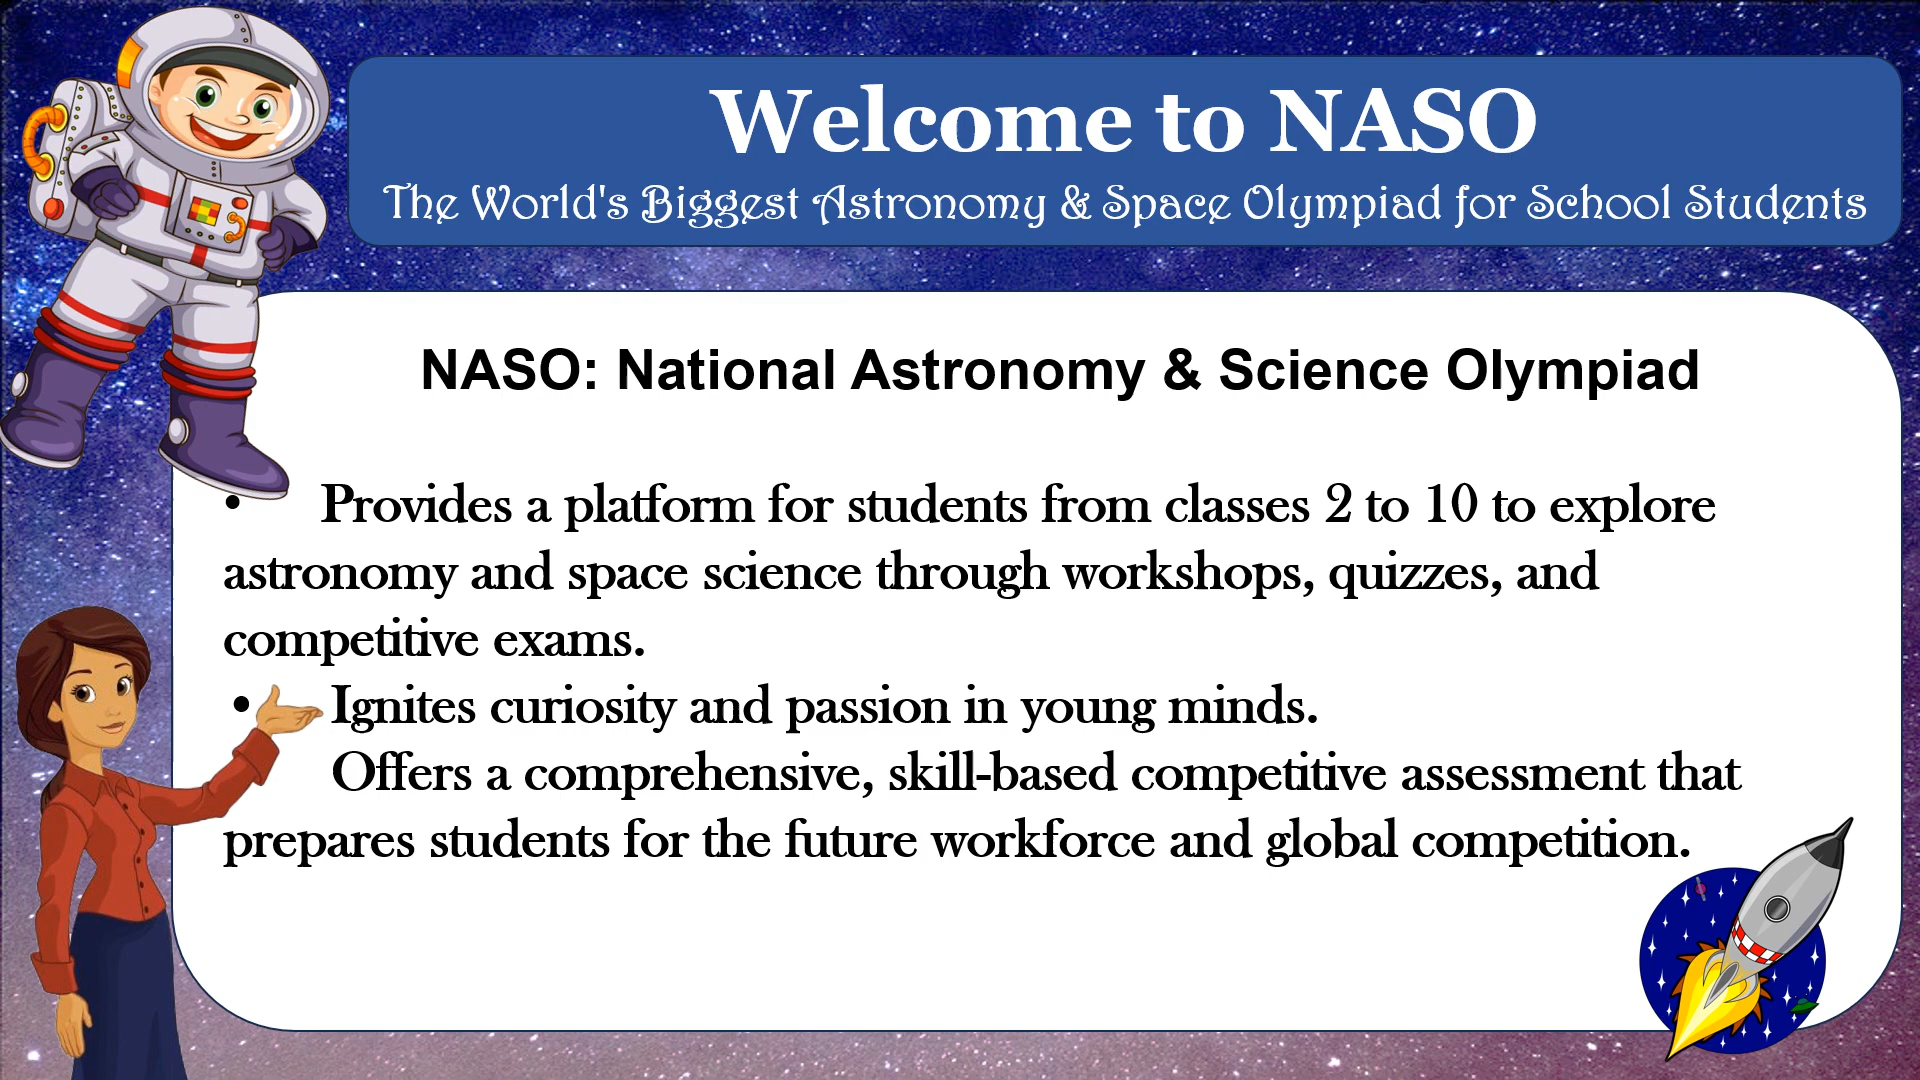 Welcome to NASO
The World's Biggest Astronomy & Space Olympiad for School Students
NASO: National Astronomy & Science Olympiad
• Provides a platform for students from classes 2 to 10 to explore
astronomy and space science through workshops, quizzes, and
competitive exams.
• Ignites curiosity and passion in young minds.
Offers a comprehensive, skill-based competitive assessment that
prepares students for the future workforce and global competition.